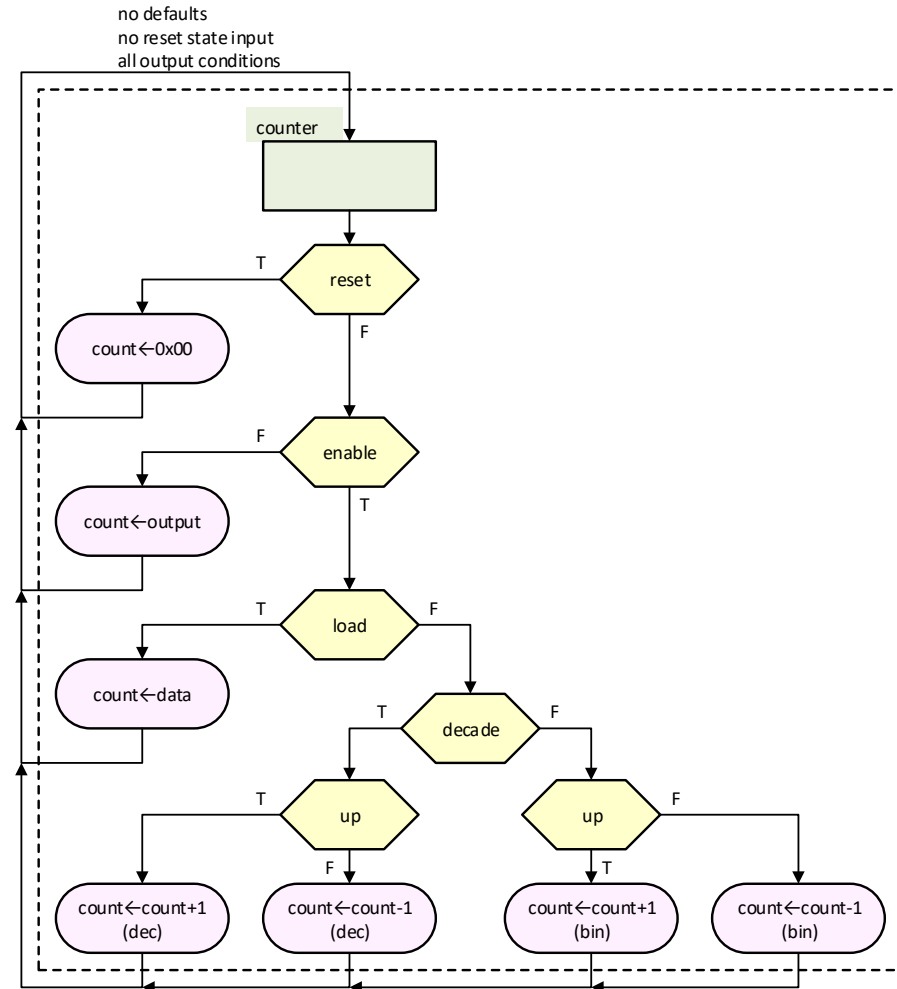 no defaults
no reset state input
all output conditions
counter
reset
T
F
count←0x00
enable
F
T
count←output
load
T
F
count←data
decade
T
F
up
T
F
up
F
T
count←count+1
(dec)
count←count-1
(dec)
count←count+1
(bin)
count←count-1
(bin)